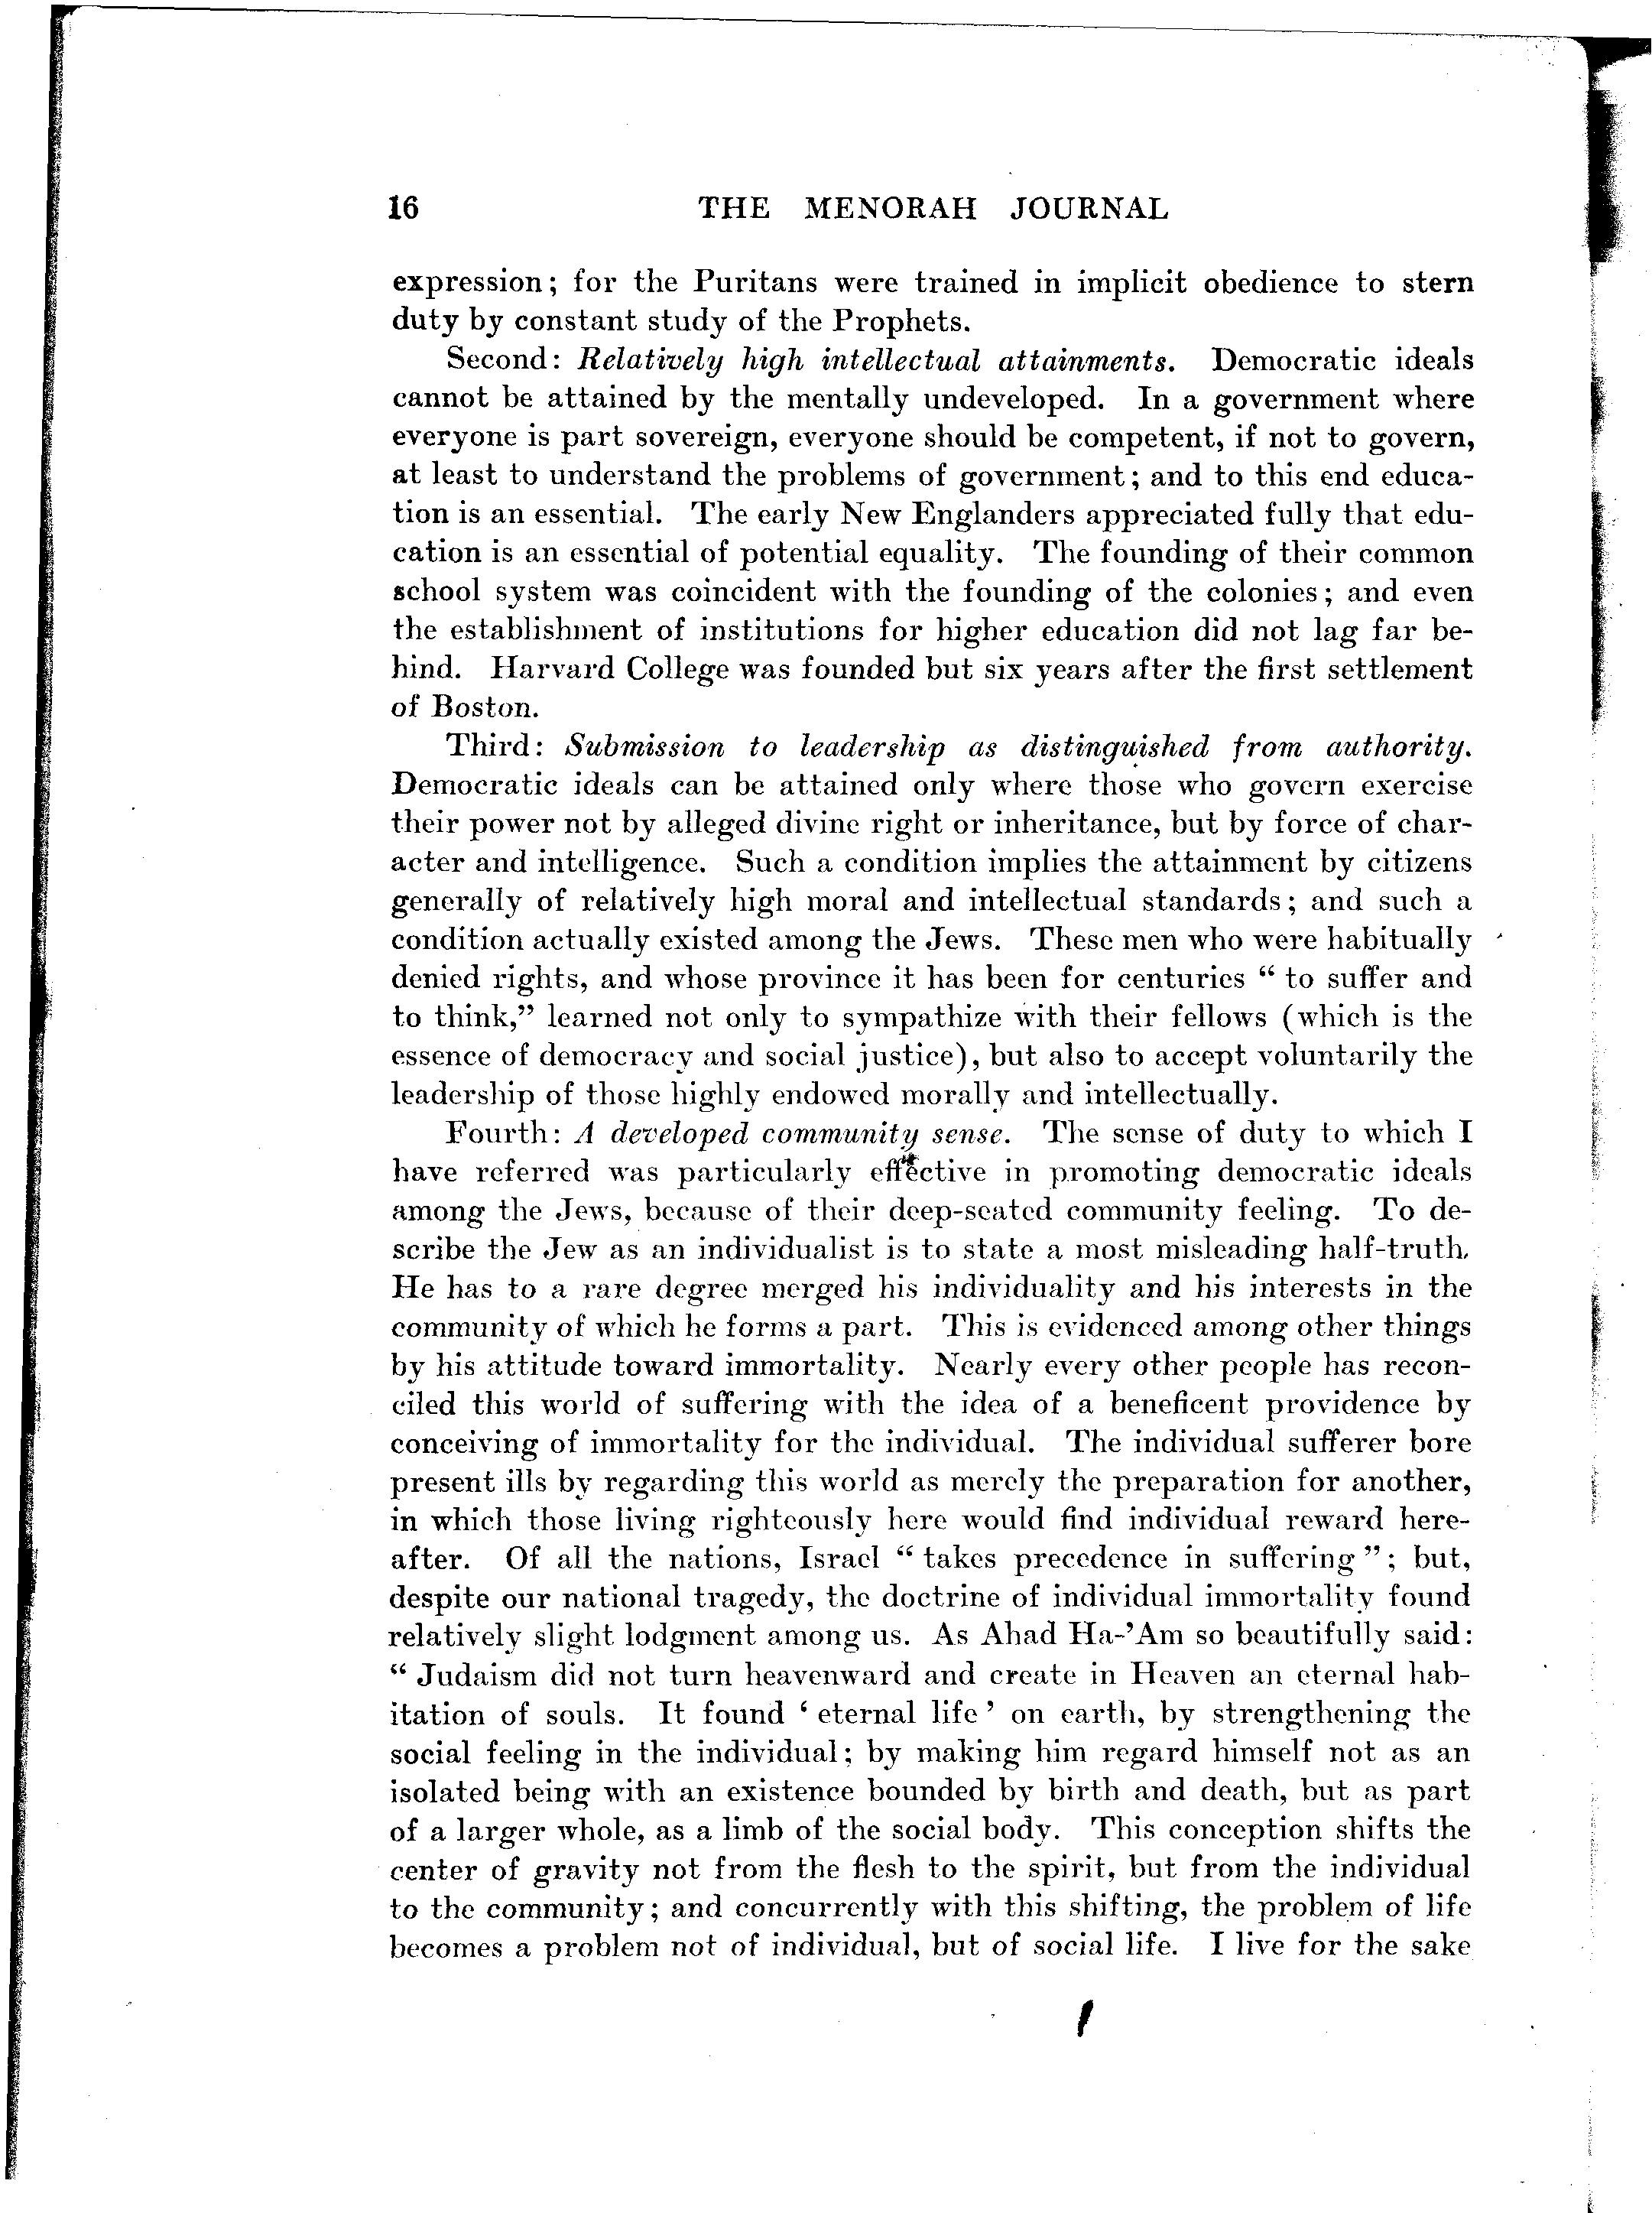 16 THE MENORAH JOURNAL
expression; for the Puritans were trained in implicit obedience to stern
duty by constant study of the Prophets.
Second: Relatively high intellectual attainments. Democratic ideals
cannot be attained by the mentally undeveloped. In a government where
everyone is part sovereign, everyone should be competent, if not to govern,
at least to understand the problems of government; and to this end educa-
tion is an essential. The early New Englanders appreciated fully that edu-
cation is an essential of potential equality. The founding of their common
school system was coincident with the founding of the colonies; and even
the establishment of institutions for higher education did not lag far be-
hind. Harvard College was founded but six years after the first settlement
of Boston.
Third: Submission to leadership as distinguished from authority.
Democratic ideals can be attained only where those who govern exercise
their power not by alleged divine right or inheritance, but by force of char-
acter and intelligence. Such a condition implies the attainment by citizens
generally of relatively high moral and intellectual standards; and such a
condition actually existed among the Jews. These men who were habitually
denied rights, and whose province it has been for centuries “ to suffer and
to think,” learned not only to sympathize with their fellows (which is the
essence of democracy and social justice), but also to accept voluntarily the
leadership of those highly endowed morally and intellectually.
Fourth: A developed community sense. The sense of duty to which I
have referred was particularly effective in promoting democratic ideals
among the Jews, because of their deep-seated community feeling. To de-
scribe the Jew as an individualist is to state a most misleading half-truth.
He has to a rare degree merged his individuality and his interests in the
community of which he forms a part. This is evidenced among other things
by his attitude toward immortality. Nearly every other people has recon-
ciled this world of suffering with the idea of a beneficent providence by
conceiving of immortality for the individual. The individual sufferer bore
present ills by regarding this world as merely the preparation for another,
in which those living righteously here would find individual reward here-
after. Of all the nations, Israel “ takes precedence in suffering ”; but,
despite our national tragedy, the doctrine of individual immortality found
relatively slight lodgment among us. As Ahad Ha-’Am so beautifully said:
“ Judaism did not turn heavenward and create in Heaven an eternal hab-
itation of souls. It found ‘ eternal life ’ on earth, by strengthening the
social feeling in the individual; by making him regard himself not as an
isolated being with an existence bounded by birth and death, but as part
of a larger whole, as a limb of the social body. This conception shifts the
center of gravity not from the flesh to the spirit, but from the individual
to the community; and concurrently with this shifting, the problem of life
becomes a problem not of individual, but of social life. I live for the sake